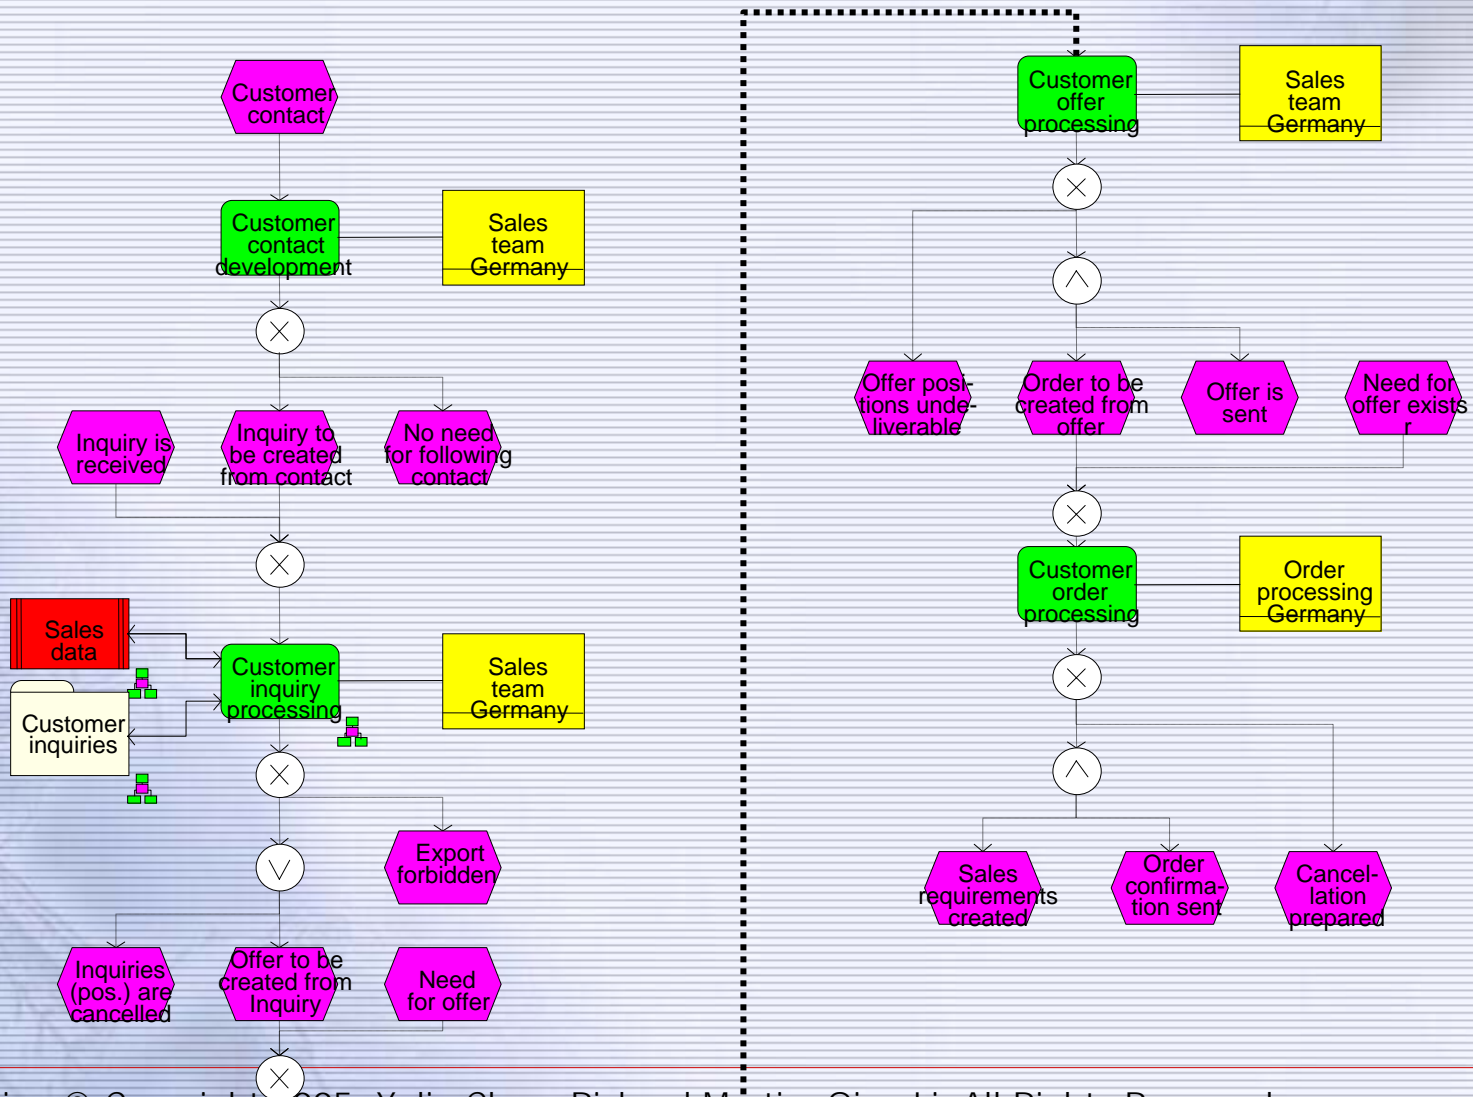 Customer
contact
Customer
contact
development
Sales
team
Germany
Inquiry is
received
Inquiry to
be created
from contact
No need
for following
contact
Sales
data
Customer
inquiries
Customer
inquiry
processing
Sales
team
Germany
Export
forbidden
Inquiries
(pos.) are
cancelled
Offer to be
created from
Inquiry
Need
for offer
Customer
offer
processing
Sales
team
Germany
Offer posi-
tions unde-
liverable
Order to be
created from
offer
Offer is
sent
Need for
offer exists
r
Customer
order
processing
Order
processing
Germany
Sales
requirements
created
Order
confirma-
tion sent
Cancel-
lation
prepared
All Rights Reserved